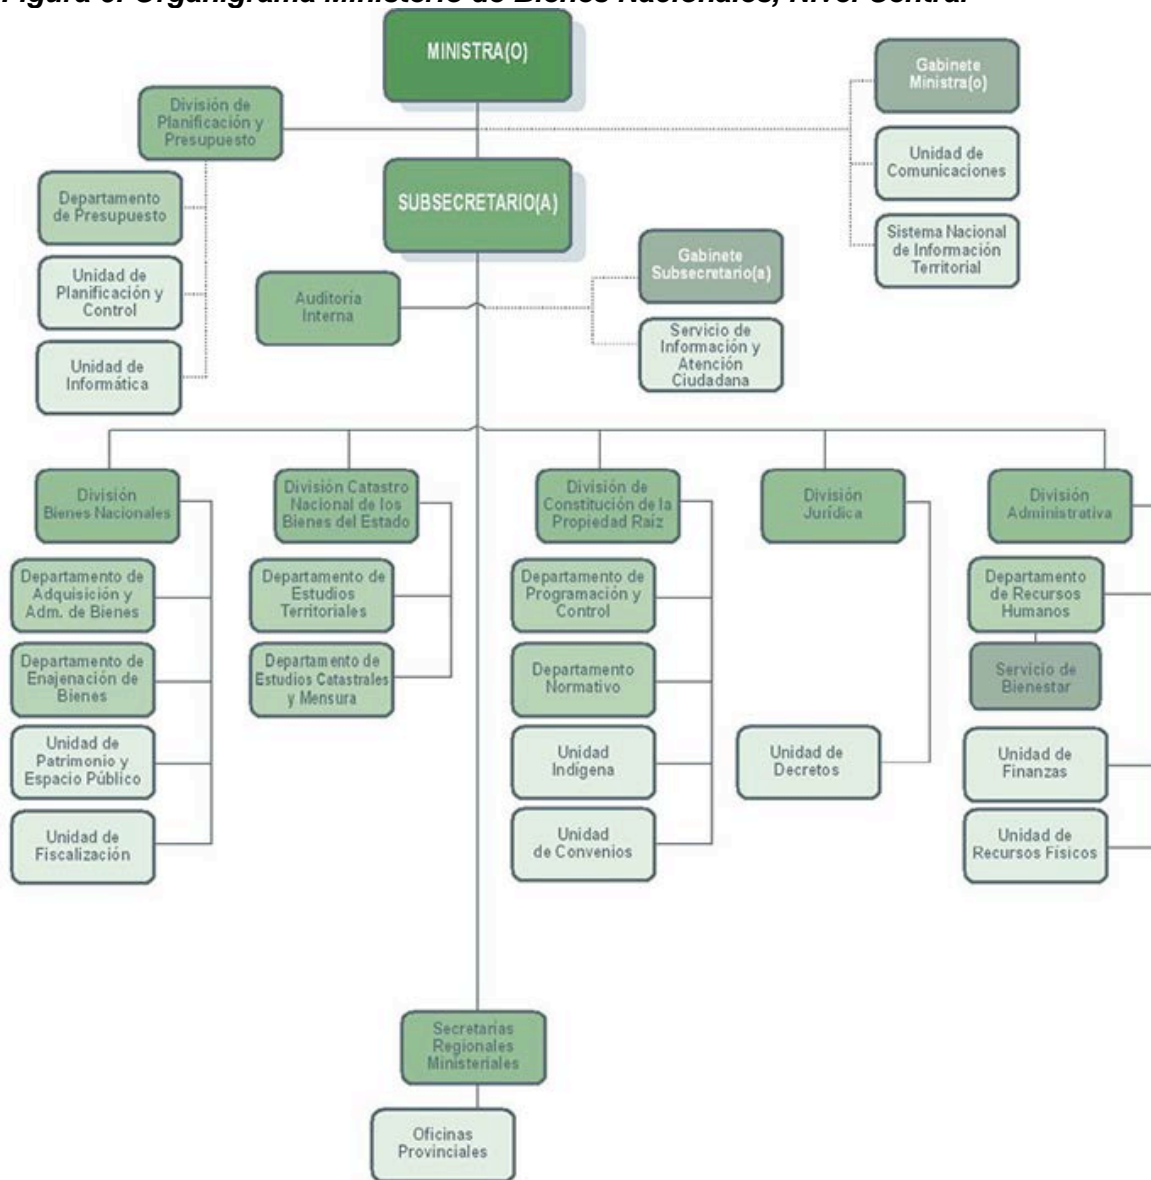 Figura 6. Organigrama Ministerio de Bienes Nacionales, Nivel Central
MINISTRA(O)
Gabinete
Ministra(o)
División de
Planificación y
Presupuesto
Unidad de
Comunicaciones
Departamento
de Presupuesto
SUBSECRETARIO(A)
Sistema Nacional
de Información
Territorial
Gabinete
Subsecretario(a)
Unidad de
Planificación y
Control
Auditoría
Interna
Servicio de
Información y
Atención
Ciudadana
Unidad de
Informática
División
Bienes Nacionales
División Catastro
Nacional de los
Bienes del Estado
División de
Constitución de la
Propiedad Raíz
División
Jurídica
División
Administrativa
Departamento de
Adquisición y
Adm. de Bienes
Departamento de
Estudios
Territoriales
Departamento de
Programación y
Control
Departamento
de Recursos
Humanos
Departamento de
Enajenación de
Bienes
Departamento de
Estudios Catastrales
y Mensura
Departamento
Normativo
Servicio de
Bienestar
Unidad de
Patrimonio y
Espacio Público
Unidad
Indígena
Unidad de
Decretos
Unidad de
Finanzas
Unidad de
Fiscalización
Unidad
de Convenios
Unidad de
Recursos Físicos
Secretarías
Regionales
Ministeriales
Oficinas
Provinciales